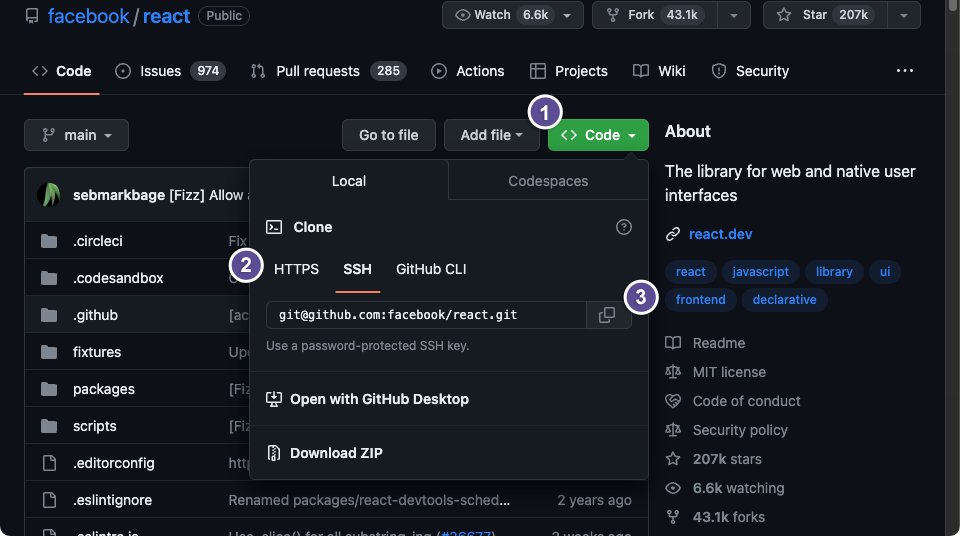 facebook / react Public
Watch 6.6k Fork 43.1k Star 207k
Code Issues 974 Pull requests 285 Actions Projects Wiki Security ...
1
main Go to file Add file Code
sebmarkbage [Fizz] Allow
.circleci Fix
.codesandbox
.github [ac
fixtures Upd
packages [Fiz
scripts [Fiz
.editorconfig http
.eslintignore Renamed packages/react-devtools-sched... 2 years ago
(#26677) 2 weeks ago
Local Codespaces
Clone
2
HTTPS SSH GitHub CLI
3
git@github.com:facebook/react.git
Use a password-protected SSH key.
Open with GitHub Desktop
Download ZIP
About
The library for web and native user
interfaces
react.dev
react javascript library ui
frontend declarative
Readme
MIT license
Code of conduct
Security policy
207k stars
6.6k watching
43.1k forks